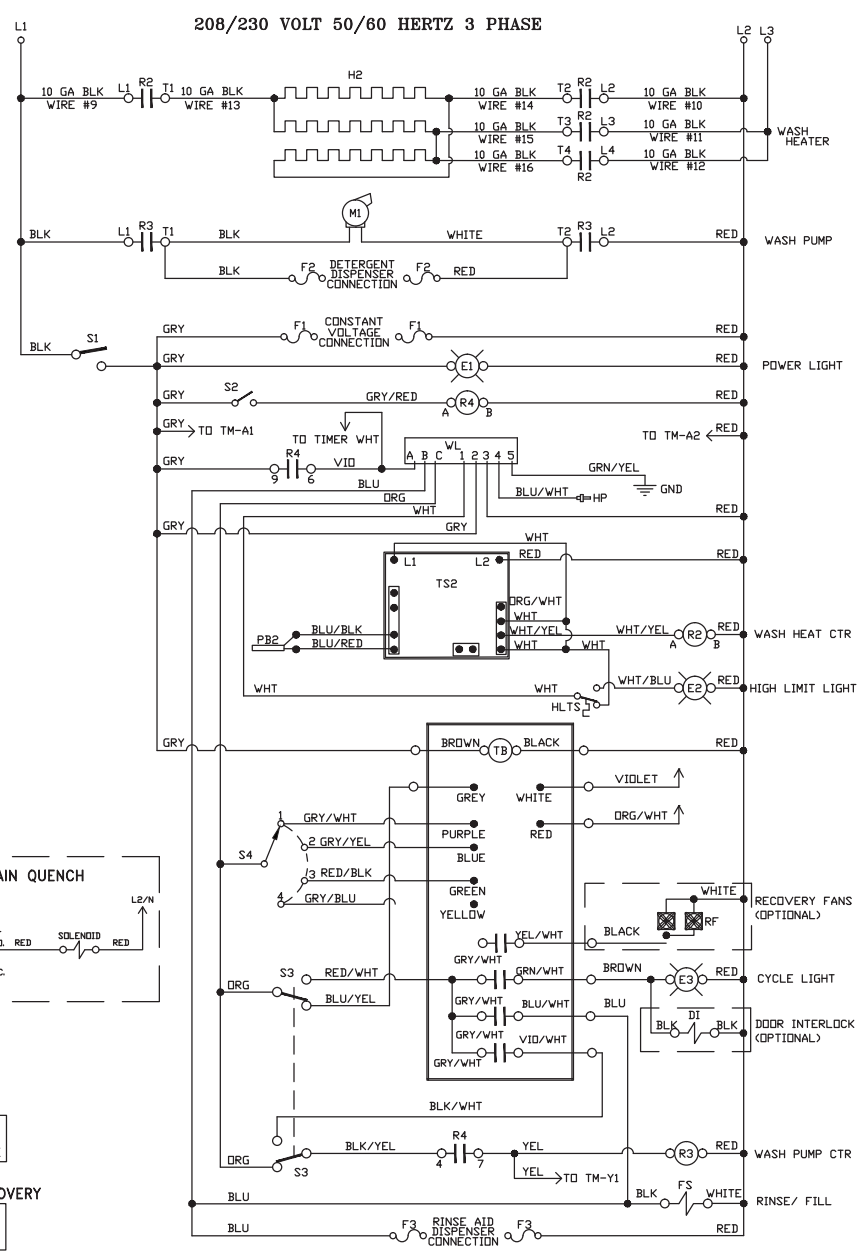 208/230 VOLT 50/60 HERTZ 3 PHASE
L1
L2 L3
H2
10 GA BLK L1 R2 T1 10 GA BLK 10 GA BLK T2 R2 L2 10 GA BLK
WIRE #9 WIRE #13 WIRE #14 WIRE #10
10 GA BLK T3 R2 L3 10 GA BLK
WIRE #15 WIRE #11
WASH
HEATER
10 GA BLK T4 L4 10 GA BLK
WIRE #16 R2 WIRE #12
M1
BLK L1 R3 T1 BLK WHITE T2 R3 L2 RED WASH PUMP
BLK F2 DETERGENT
DISPENSER
CONNECTION
F2 RED
GRY F1 CONSTANT
VOLTAGE
CONNECTION
F1 RED
BLK S1
GRY E1 RED POWER LIGHT
GRY S2 GRY/RED A R4 B RED
GRY TO TM-A1
TO TIMER WHT
TO TM-A2 RED
WL
A B C 1 2 3 4 5
GRY 9 R4 6 VIO
GRN/YEL
GND
BLU
BLU/WHT HP
ORG
WHT
RED
GRY GRY
WHT
L1 L2 RED RED
TS2
ORG/WHT
WHT
BLU/BLK
WHT/YEL WHT/YEL A R2 B RED WASH HEAT CTR
PB2
BLU/RED
WHT WHT
WHT WHT
HLTS
WHT/BLU E2 RED HIGH LIMIT LIGHT
GRY BROWN TB BLACK RED
GREY WHITE VIOLET
1 GRY/WHT PURPLE RED ORG/WHT
S4
2 GRY/YEL BLUE
3 RED/BLK GREEN
4 GRY/BLU YELLOW
AIN QUENCH
L2/N
RED SOLENOID RED
WHITE
RF
RECOVERY FANS
(OPTIONAL)
YEL/WHT BLACK
GRY/WHT
ORG S3 RED/WHT
GRN/WHT BROWN E3 RED CYCLE LIGHT
BLU/YEL
GRY/WHT
BLU/WHT BLU
BLK DI BLK
DOOR INTERLOCK
(OPTIONAL)
GRY/WHT
VIO/WHT
GRY/WHT
BLK/WHT
ORG S3 BLK/YEL 4 R4 7 YEL R3 RED WASH PUMP CTR
YEL TO TM-Y1
OVERY
BLU BLK FS WHITE RINSE/ FILL
BLU F3 RINSE AID
DISPENSER
CONNECTION
F3 RED